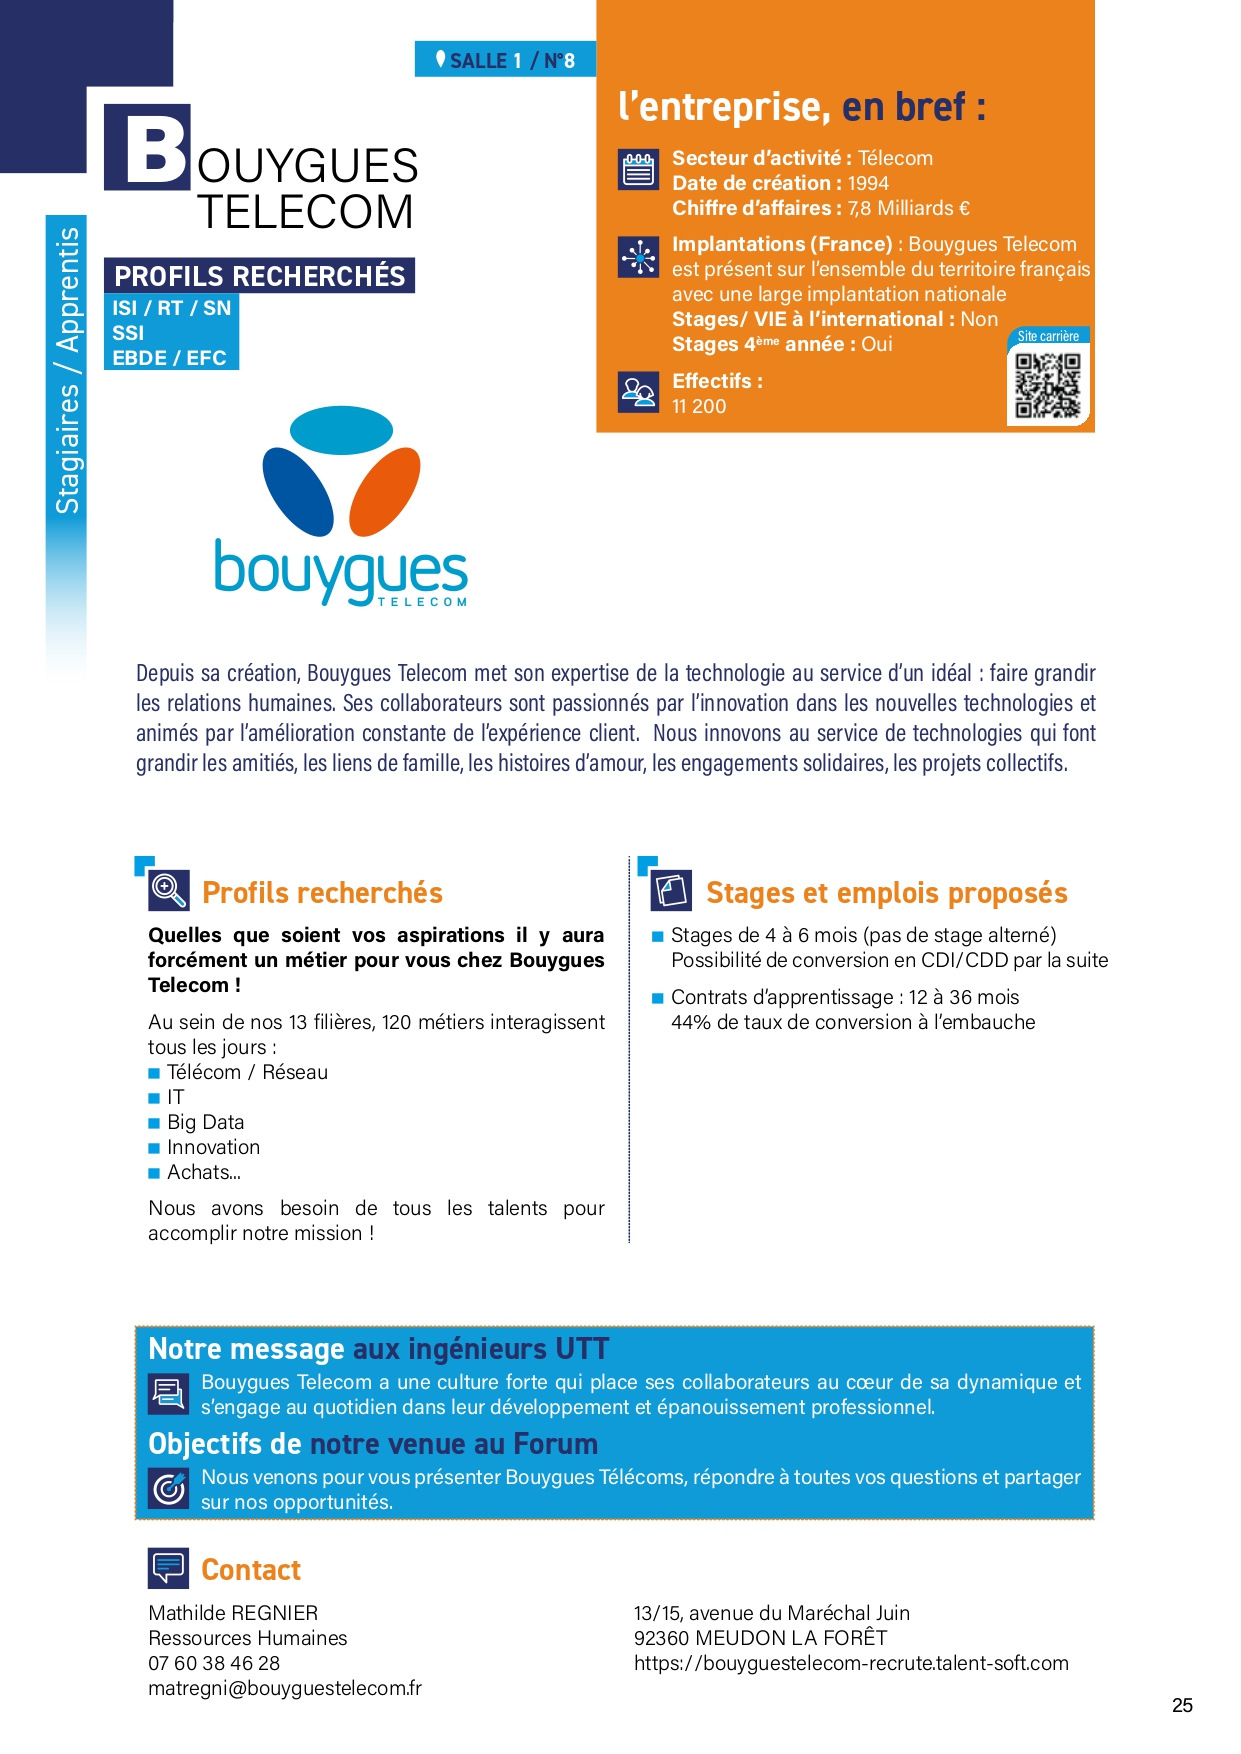 SALLE 1 / N°8
BOUYGUES
TELECOM
PROFILS RECHERCHÉS
ISI / RT / SN
SSI
EBDE / EFC
Stagiaires / Apprentis
l’entreprise, en bref :
Secteur d’activité : Télecom
Date de création : 1994
Chiffre d’affaires : 7,8 Milliards €
Implantations (France) : Bouygues Telecom
est présent sur l’ensemble du territoire français
avec une large implantation nationale
Stages/ VIE à l’international : Non
Stages 4ème année : Oui
Site carrière
Effectifs :
11 200
bouygues
TELECOM
Depuis sa création, Bouygues Telecom met son expertise de la technologie au service d’un idéal : faire grandir
les relations humaines. Ses collaborateurs sont passionnés par l’innovation dans les nouvelles technologies et
animés par l’amélioration constante de l’expérience client. Nous innovons au service de technologies qui font
grandir les amitiés, les liens de famille, les histoires d’amour, les engagements solidaires, les projets collectifs.
Profils recherchés
Quelles que soient vos aspirations il y aura
forcément un métier pour vous chez Bouygues
Telecom !
Au sein de nos 13 filières, 120 métiers interagissent
tous les jours :
Télécom / Réseau
IT
Big Data
Innovation
Achats...
Nous avons besoin de tous les talents pour
accomplir notre mission !
Stages et emplois proposés
Stages de 4 à 6 mois (pas de stage alterné)
Possibilité de conversion en CDI/CDD par la suite
Contrats d’apprentissage : 12 à 36 mois
44% de taux de conversion à l’embauche
Notre message aux ingénieurs UTT
Bouygues Telecom a une culture forte qui place ses collaborateurs au cœur de sa dynamique et
s’engage au quotidien dans leur développement et épanouissement professionnel.
Objectifs de notre venue au Forum
Nous venons pour vous présenter Bouygues Télécoms, répondre à toutes vos questions et partager
sur nos opportunités.
Contact
Mathilde REGNIER
Ressources Humaines
07 60 38 46 28
matregni@bouyguestelecom.fr
13/15, avenue du Maréchal Juin
92360 MEUDON LA FORÊT
https://bouyguestelecom-recrute.talent-soft.com
25